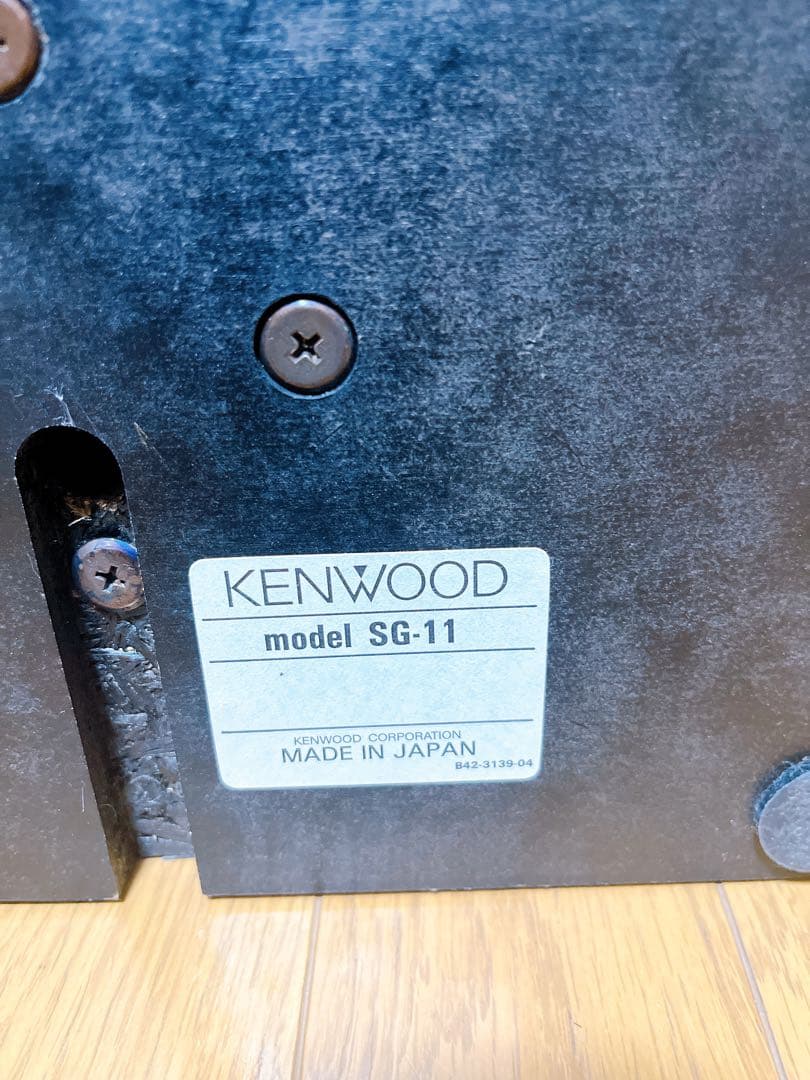 KENWOOD
model SG-11
KENWOOD CORPORATION
MADE IN JAPAN
B42-3139-04